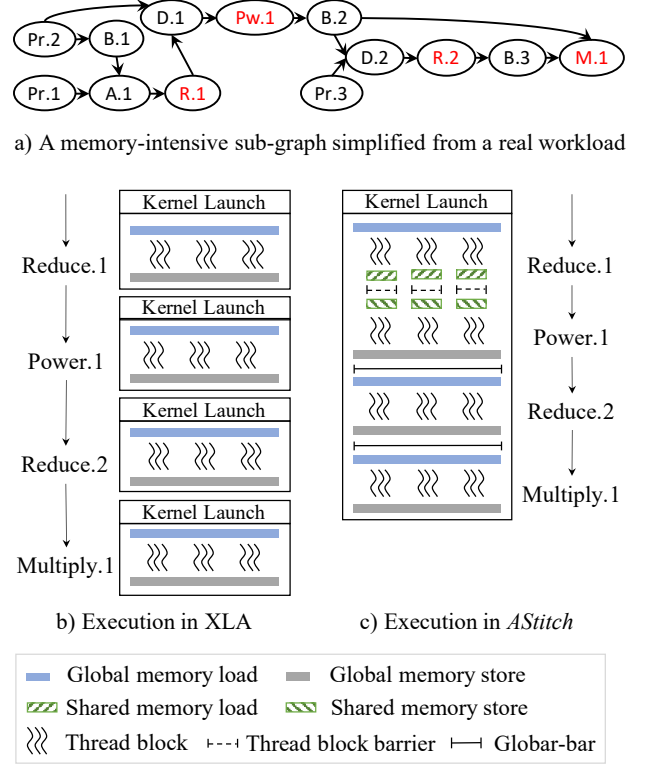 D.1 Pw.1 B.2
Pr.2 B.1
D.2 R.2 B.3 M.1
Pr.1 A.1 R.1 Pr.3
a) A memory-intensive sub-graph simplified from a real workload
Kernel Launch
Reduce.1
Kernel Launch
Power.1
Kernel Launch
Reduce.2
Kernel Launch
Multiply.1
b) Execution in XLA
Kernel Launch
Reduce.1
Power.1
Reduce.2
Multiply.1
c) Execution in AStitch
Global memory load Global memory store
Shared memory load Shared memory store
Thread block Thread block barrier Globar-bar